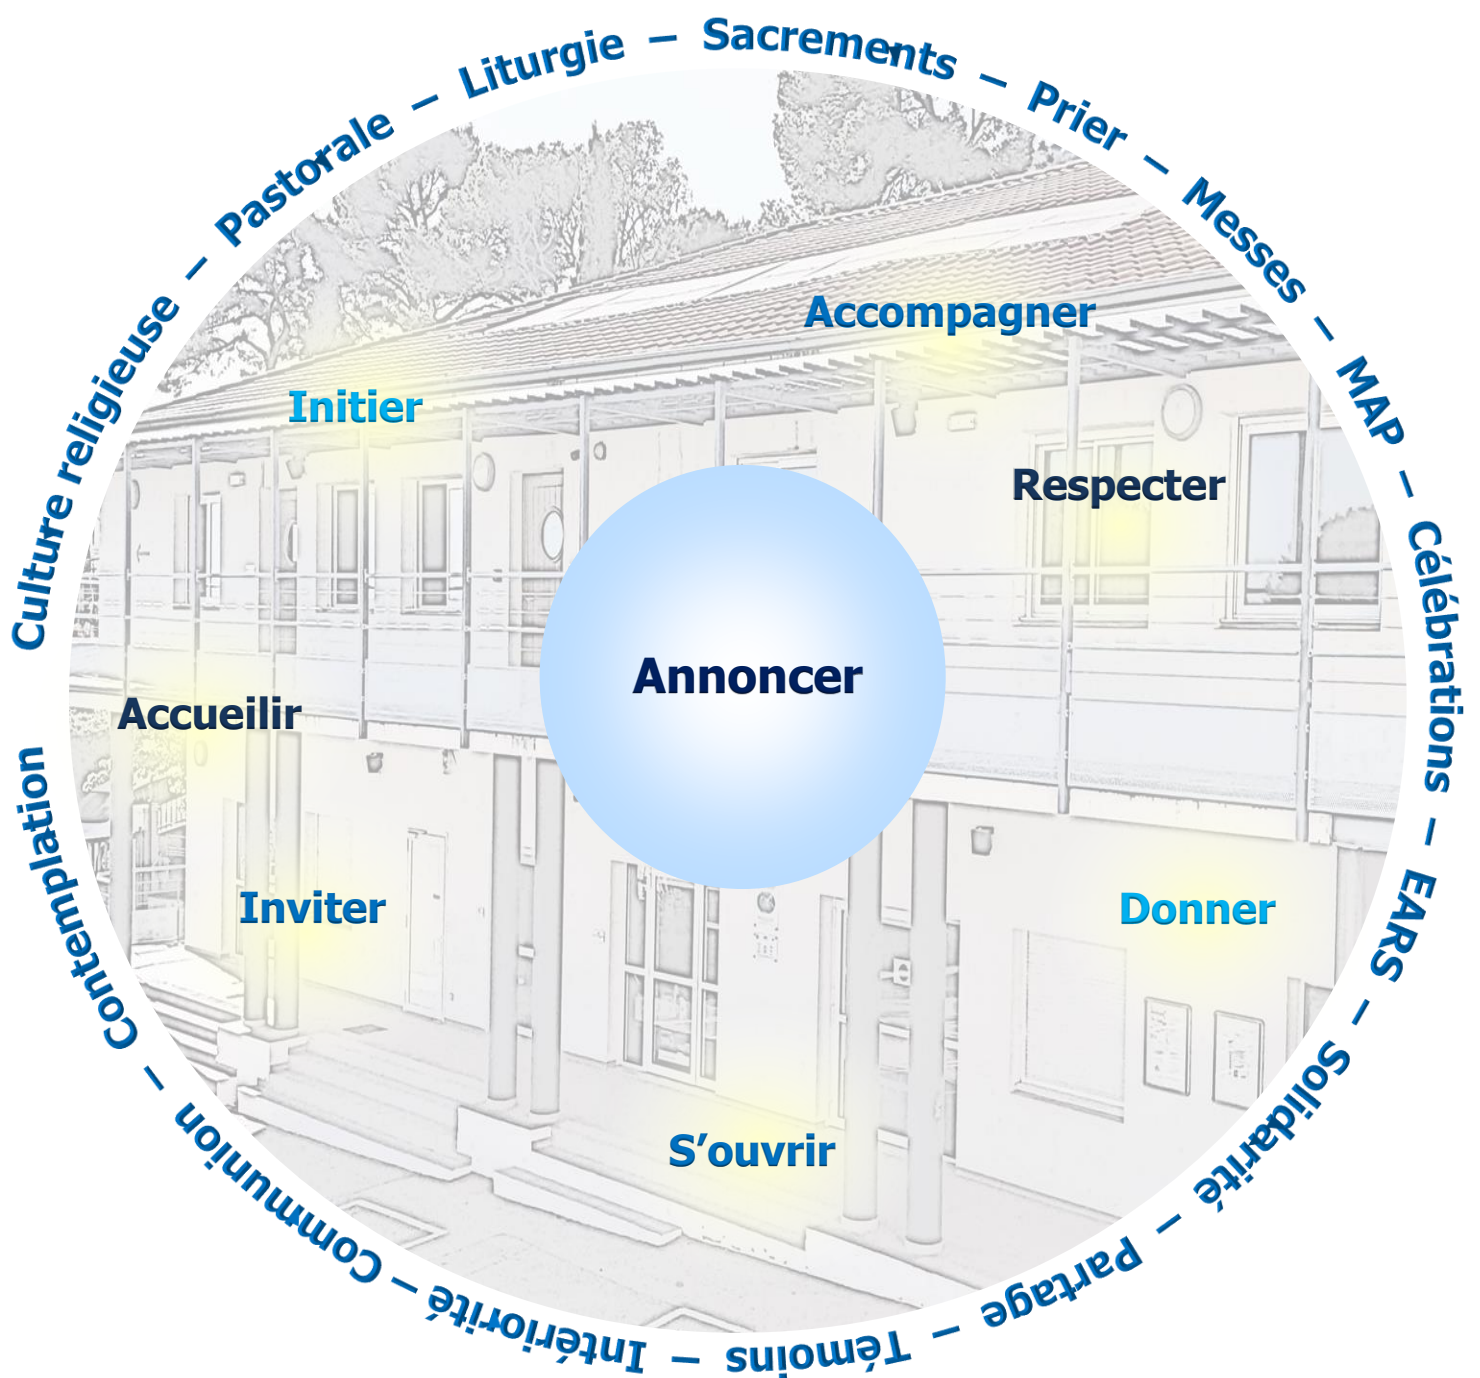 Culture religieuse – Pastorale – Liturgie – Sacrements – Prier – Messes – MAP – Célébrations – EARS – Solidarité – Partage – Témoins – Intériorité – Communion – Contemplation
Accompagner
Initier
Respecter
Annoncer
Accueilir
Inviter
Donner
S’ouvrir